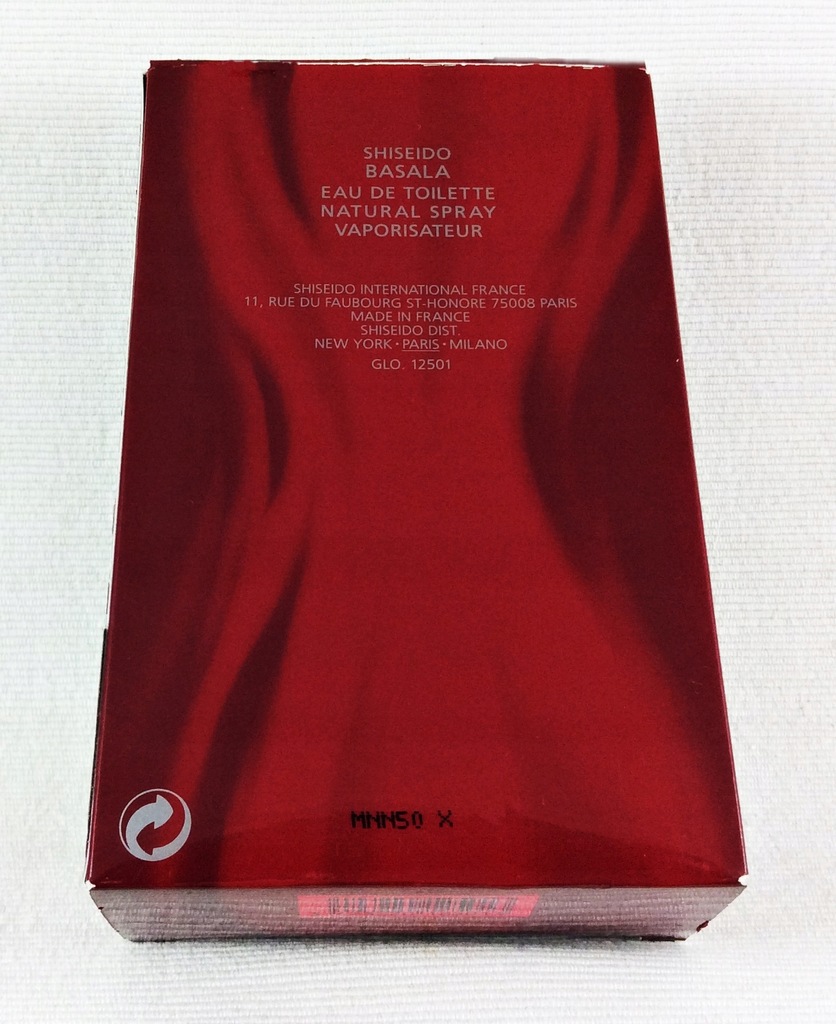 SHISEIDO
BASALA
EAU DE TOILETTE
NATURAL SPRAY
VAPORISATEUR
SHISEIDO INTERNATIONAL FRANCE
11, RUE DU FAUBOURG ST-HONORE 75008 PARIS
MADE IN FRANCE
SHISEIDO DIST.
NEW YORK · PARIS · MILANO
GLO. 12501
MNN50 X